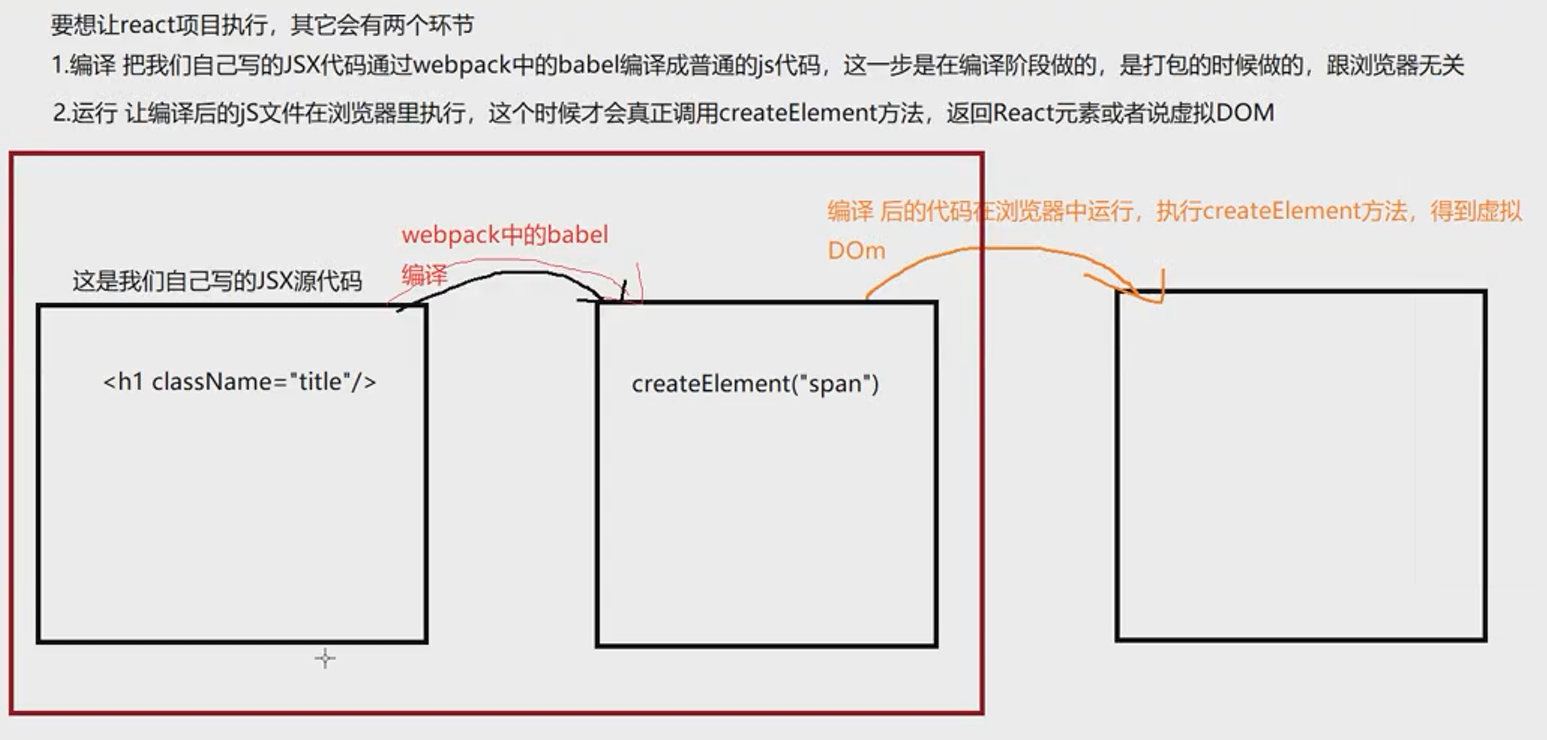 要想让react项目执行，其它会有两个环节
1.编译 把我们自己写的JSX代码通过webpack中的babel编译成普通的js代码，这一步是在编译阶段做的，是打包的时候做的，跟浏览器无关
2.运行 让编译后的jS文件在浏览器里执行，这个时候才会真正调用createElement方法，返回React元素或者说虚拟DOM
编译 后的代码在浏览器中运行，执行createElement方法，得到虚拟
DOm
webpack中的babel
编译
这是我们自己写的JSX源代码
<h1 className="title"/>
createElement("span")